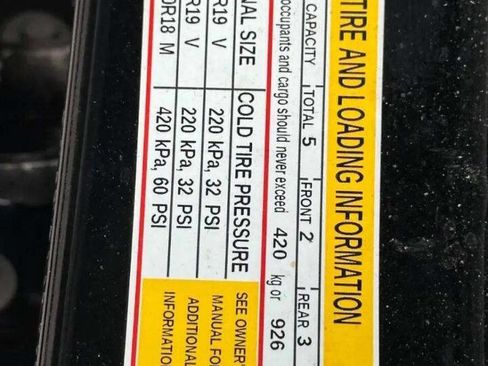 TIRE AND LOADING INFORMATION
CAPACITY TOTAL 5 FRONT 2 REAR 3
occupants and cargo should never exceed 420 kg or 926
SIZE COLD TIRE PRESSURE SEE OWNER'
R19 V 220 kPa, 32 PSI MANUAL FO
R19 V 220 kPa, 32 PSI ADDITIONAL
R18 M 420 kPa, 60 PSI INFORMATION